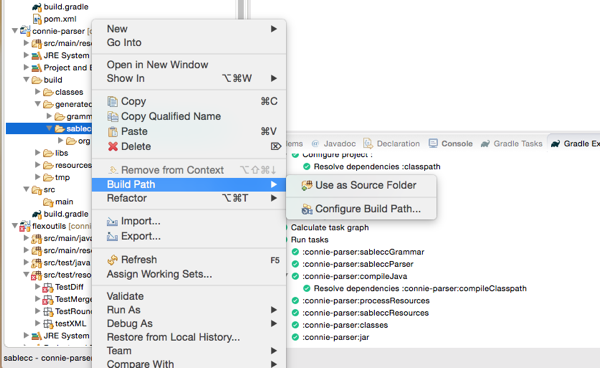 build.gradle
pom.xml
connie-parser [
src/main/reso
JRE System
Project and E
build
classes
generated
gramm
sablecc
org
libs
resources
tmp
src
main
build.gradle
flexoutils [conni
src/main/java
src/main/reso
src/test/java
src/test/reso
TestDiff
TestMerge
TestRound
testXML
JRE System
sablecc - connie-parser
New
Go Into
Open in New Window
Show In ⌥⌘W
Copy ⌘C
Copy Qualified Name
Paste ⌘V
Delete ⌦
Remove from Context ⌥⇧⌘↓
Build Path
Refactor ⌥⌘T
Import...
Export...
Refresh F5
Assign Working Sets...
Validate
Run As
Debug As
Restore from Local History...
Team
Compare With
Use as Source Folder
Configure Build Path...
ems Javadoc Declaration Console Gradle Tasks Gradle Ex
Configure project :
Resolve dependencies :classpath
Calculate task graph
Run tasks
:connie-parser:sableccGrammar
:connie-parser:sableccParser
:connie-parser:compileJava
Resolve dependencies :connie-parser:compileClasspath
:connie-parser:processResources
:connie-parser:sableccResources
:connie-parser:classes
:connie-parser:jar